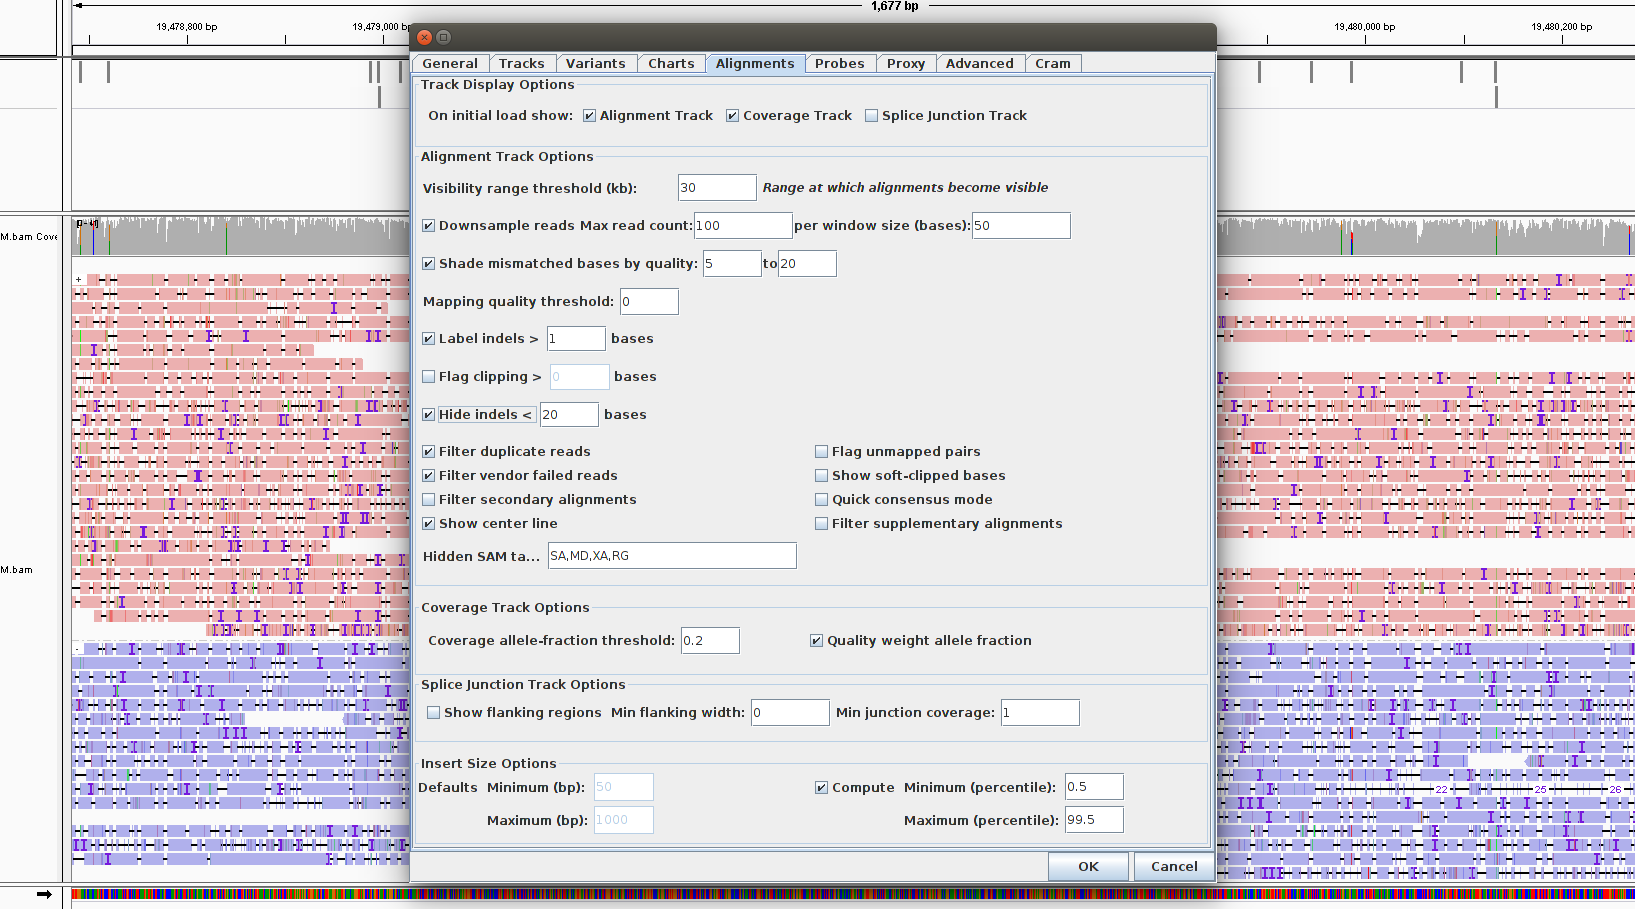 1,677 bp
19,478,800 bp
19,479,000 bp
19,480,000 bp
19,480,200 bp
General Tracks Variants Charts Alignments Probes Proxy Advanced Cram
Track Display Options
On initial load show: Alignment Track Coverage Track Splice Junction Track
Alignment Track Options
Visibility range threshold (kb): 30 Range at which alignments become visible
Downsample reads Max read count: 100 per window size (bases): 50
M.bam Cove
Shade mismatched bases by quality: 5 to 20
+
Mapping quality threshold: 0
Label indels > 1 bases
Flag clipping > 0 bases
Hide indels < 20 bases
Filter duplicate reads Flag unmapped pairs
Filter vendor failed reads Show soft-clipped bases
Filter secondary alignments Quick consensus mode
Show center line Filter supplementary alignments
Hidden SAM ta... SA,MD,XA,RG
M.bam
Coverage Track Options
Coverage allele-fraction threshold: 0.2 Quality weight allele fraction
-
Splice Junction Track Options
Show flanking regions Min flanking width: 0 Min junction coverage: 1
Insert Size Options
Defaults Minimum (bp): 50 Compute Minimum (percentile): 0.5
22 25 26
Maximum (bp): 1000 Maximum (percentile): 99.5
OK Cancel